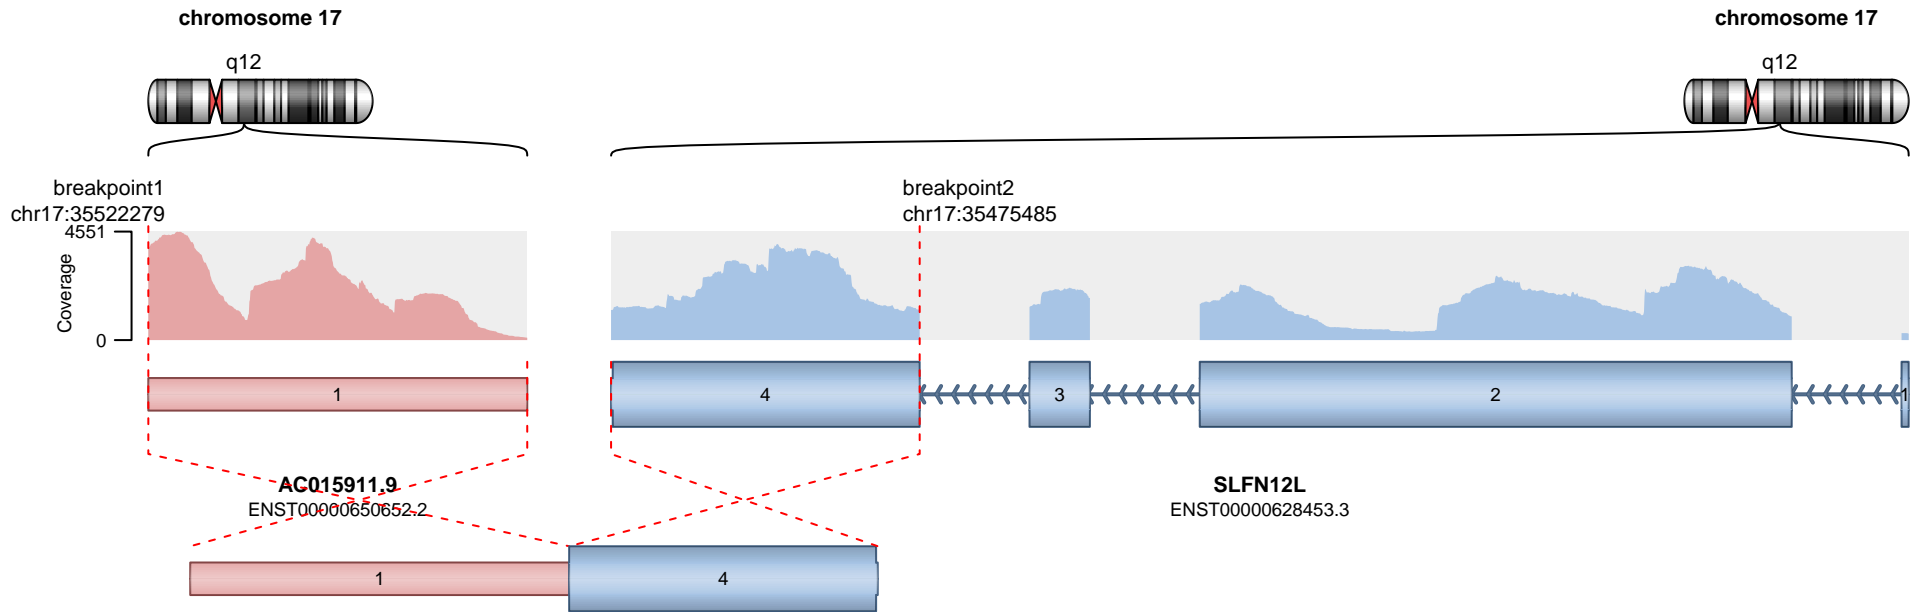 chromosome 17
chromosome 17
q12
q12
breakpoint1
chr17:35522279
breakpoint2
chr17:35475485
4551
Coverage
0
1
4
3
2
1
AC015911.9
ENST00000650652.2
SLFN12L
ENST00000628453.3
1
4